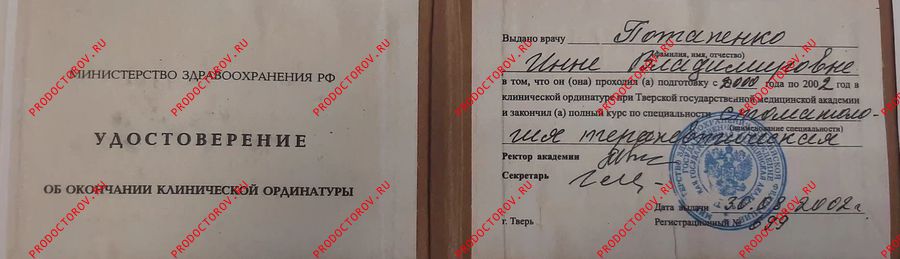 МИНИСТЕРСТВО ЗДРАВООХРАНЕНИЯ РФ
УДОСТОВЕРЕНИЕ
ОБ ОКОНЧАНИИ КЛИНИЧЕСКОЙ ОРДИНАТУРЫ
Выдано врачу Потапенко
(фамилия, имя, отчество)
Инне Владимировне
в том, что он (она) проходил (а) подготовку с 2000 года по 2002 год в
клинической ординатуре при Тверской государственной медицинской академии
и закончил (а) полный курс по специальности стоматоло-
(наименование специальности)
гия терапевтическая
Ректор академии
Секретарь
Дата выдачи 30.08.2002г.
г. Тверь Регистрационный № 699
PRODOCTOROV.RU